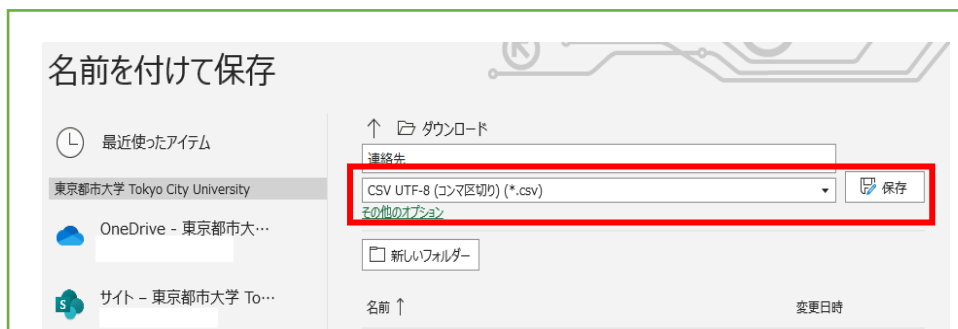 名前を付けて保存
最近使ったアイテム
東京都市大学 Tokyo City University
OneDrive - 東京都市大…
サイト – 東京都市大学 To…
↑ ダウンロード
連絡先
CSV UTF-8 (コンマ区切り) (*.csv)
保存
その他のオプション
新しいフォルダー
名前 ↑
変更日時